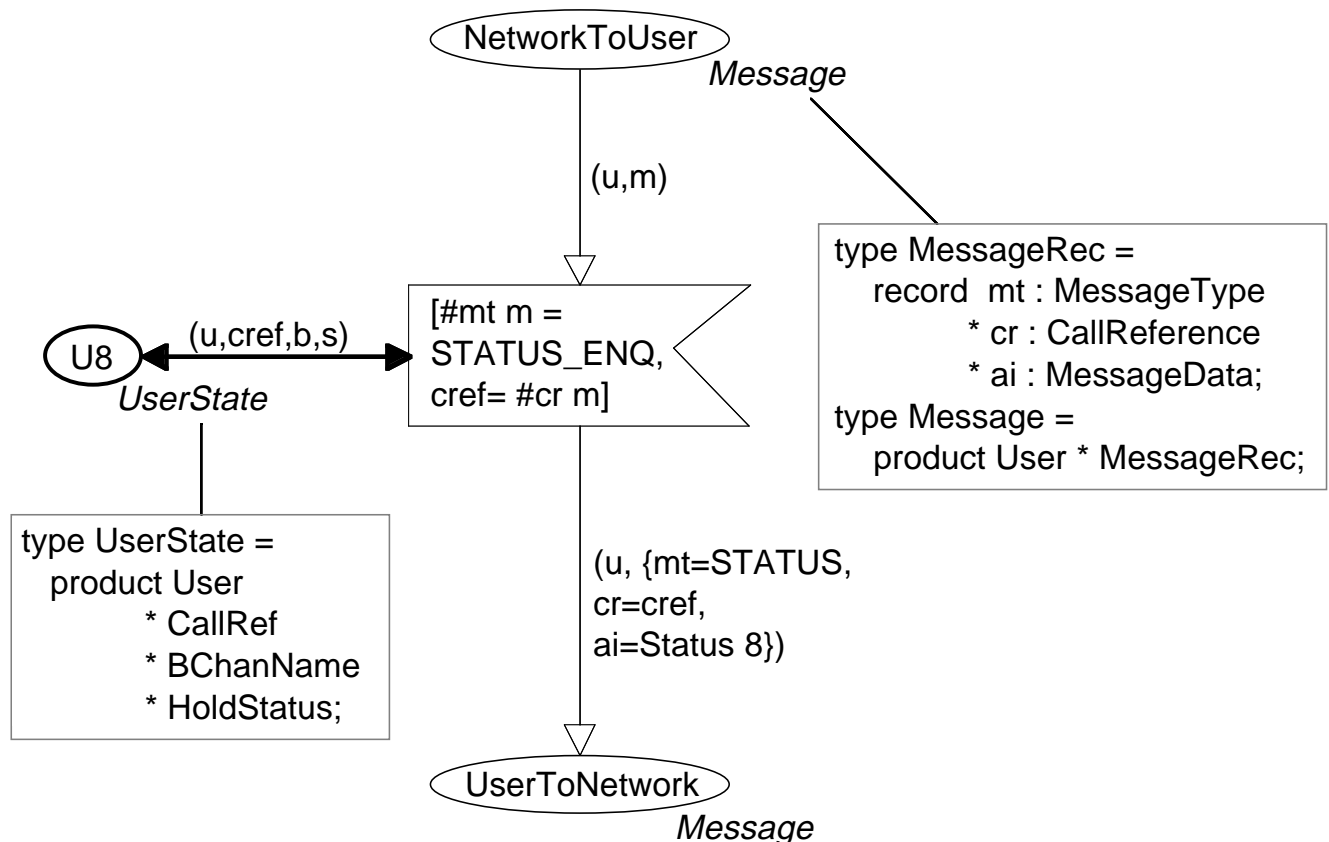 NetworkToUser
Message
(u,m)
type MessageRec =
record mt : MessageType
* cr : CallReference
* ai : MessageData;
type Message =
product User * MessageRec;
[#mt m =
STATUS_ENQ,
cref= #cr m]
(u,cref,b,s)
U8
UserState
type UserState =
product User
* CallRef
* BChanName
* HoldStatus;
(u, {mt=STATUS,
cr=cref,
ai=Status 8})
UserToNetwork
Message